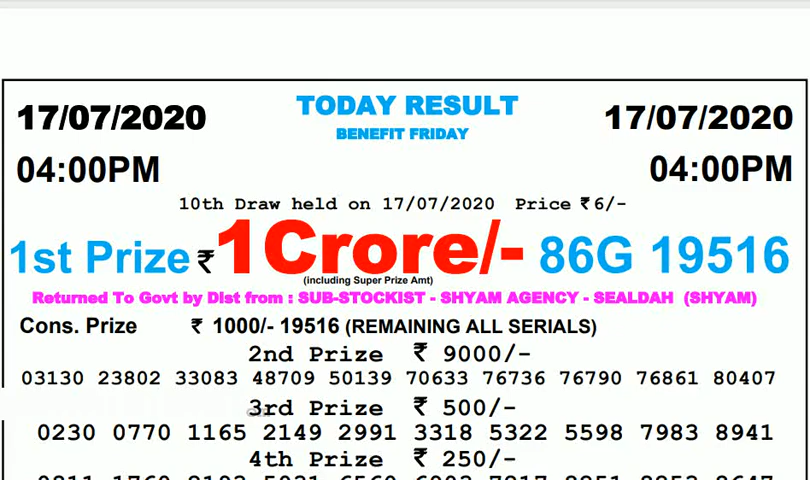 17/07/2020 TODAY RESULT 17/07/2020
BENEFIT FRIDAY
04:00PM 04:00PM
10th Draw held on 17/07/2020 Price ₹6/-
1st Prize ₹1Crore/- 86G 19516
(including Super Prize Amt)
Returned To Govt by Dist from : SUB-STOCKIST - SHYAM AGENCY - SEALDAH (SHYAM)
Cons. Prize ₹ 1000/- 19516 (REMAINING ALL SERIALS)
2nd Prize ₹ 9000/-
03130 23802 33083 48709 50139 70633 76736 76790 76861 80407
3rd Prize ₹ 500/-
0230 0770 1165 2149 2991 3318 5322 5598 7983 8941
4th Prize ₹ 250/-